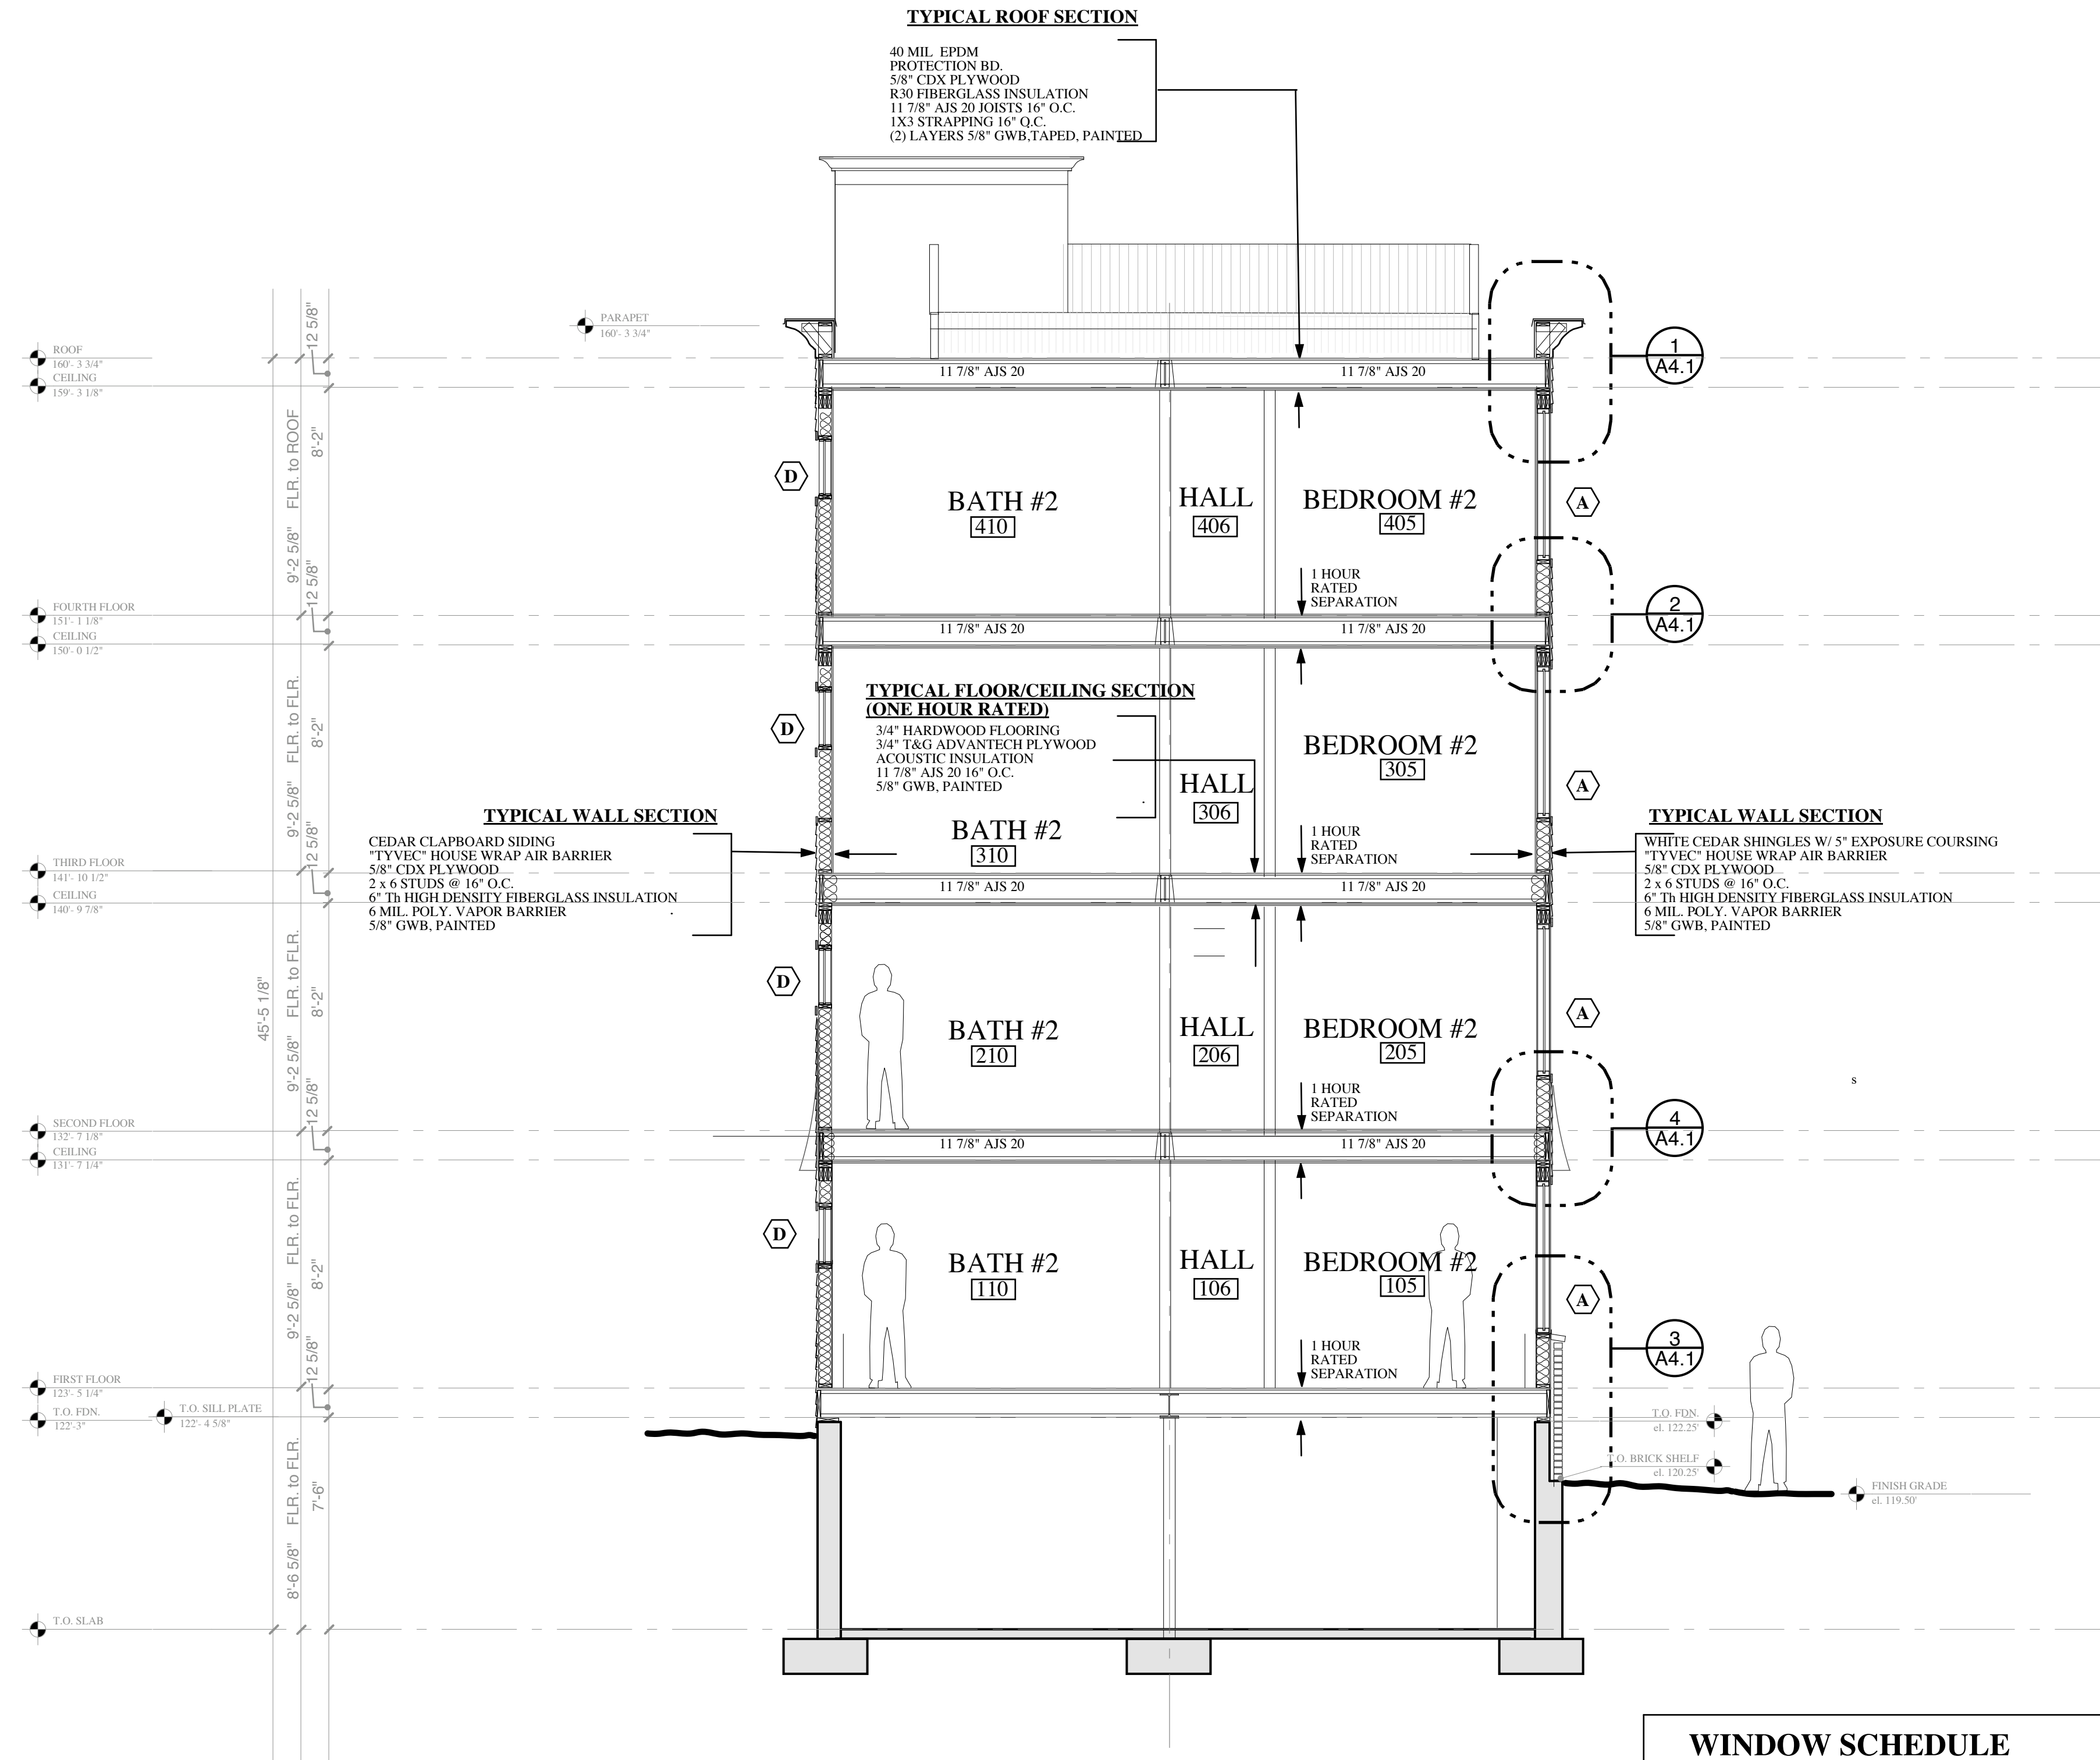 TYPICAL ROOF SECTION
40 MIL EPDM
PROTECTION BD.
5/8" CDX PLYWOOD
R30 FIBERGLASS INSULATION
11 7/8" AJS 20 JOISTS 16" O.C.
1X3 STRAPPING 16" O.C.
(2) LAYERS 5/8" GWB,TAPED, PAINTED
PARAPET
160'- 3 3/4"
ROOF
160'- 3 3/4"
CEILING
159'- 3 1/8"
12 5/8"
9'-2 5/8" FLR. to ROOF
8'-2"
11 7/8" AJS 20
11 7/8" AJS 20
1
A4.1
D
BATH #2
410
HALL
406
BEDROOM #2
405
A
1 HOUR
RATED
SEPARATION
12 5/8"
FOURTH FLOOR
151'- 1 1/8"
CEILING
150'- 0 1/2"
11 7/8" AJS 20
11 7/8" AJS 20
2
A4.1
9'-2 5/8" FLR. to FLR.
8'-2"
D
TYPICAL FLOOR/CEILING SECTION
(ONE HOUR RATED)
3/4" HARDWOOD FLOORING
3/4" T&G ADVANTECH PLYWOOD
ACOUSTIC INSULATION
11 7/8" AJS 20 16" O.C.
5/8" GWB, PAINTED
BATH #2
310
HALL
306
BEDROOM #2
305
A
1 HOUR
RATED
SEPARATION
TYPICAL WALL SECTION
CEDAR CLAPBOARD SIDING
"TYVEC" HOUSE WRAP AIR BARRIER
5/8" CDX PLYWOOD
2 x 6 STUDS @ 16" O.C.
6" Th HIGH DENSITY FIBERGLASS INSULATION
6 MIL. POLY. VAPOR BARRIER
5/8" GWB, PAINTED
TYPICAL WALL SECTION
WHITE CEDAR SHINGLES W/ 5" EXPOSURE COURSING
"TYVEC" HOUSE WRAP AIR BARRIER
5/8" CDX PLYWOOD
2 x 6 STUDS @ 16" O.C.
6" Th HIGH DENSITY FIBERGLASS INSULATION
6 MIL. POLY. VAPOR BARRIER
5/8" GWB, PAINTED
12 5/8"
THIRD FLOOR
141'- 10 1/2"
CEILING
140'- 9 7/8"
11 7/8" AJS 20
11 7/8" AJS 20
45'-5 1/8"
9'-2 5/8" FLR. to FLR.
8'-2"
D
BATH #2
210
HALL
206
BEDROOM #2
205
A
s
1 HOUR
RATED
SEPARATION
12 5/8"
SECOND FLOOR
132'- 7 1/8"
CEILING
131'- 7 1/4"
11 7/8" AJS 20
11 7/8" AJS 20
4
A4.1
9'-2 5/8" FLR. to FLR.
8'-2"
D
BATH #2
110
HALL
106
BEDROOM #2
105
A
1 HOUR
RATED
SEPARATION
3
A4.1
12 5/8"
FIRST FLOOR
123'- 5 1/4"
T.O. FDN.
122'-3"
T.O. SILL PLATE
122'- 4 5/8"
T.O. FDN.
el. 122.25'
T.O. BRICK SHELF
el. 120.25'
FINISH GRADE
el. 119.50'
8'-6 5/8" FLR. to FLR.
7'-6"
T.O. SLAB
WINDOW SCHEDULE